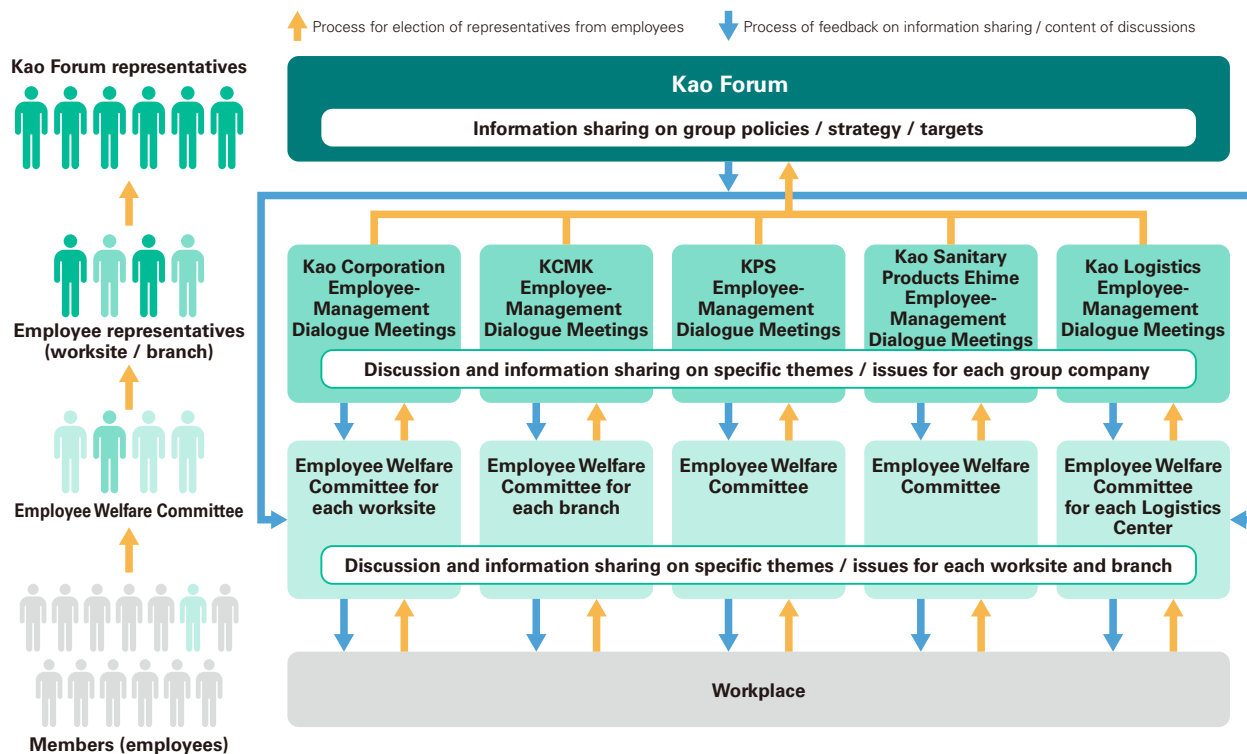 Process for election of representatives from employees
Process of feedback on information sharing / content of discussions
Kao Forum representatives
Employee representatives
(worksite / branch)
Employee Welfare Committee
Members (employees)
Kao Forum
Information sharing on group policies / strategy / targets
Kao Corporation
Employee-
Management
Dialogue Meetings
KCMK
Employee-
Management
Dialogue Meetings
KPS
Employee-
Management
Dialogue Meetings
Kao Sanitary
Products Ehime
Employee-
Management
Dialogue Meetings
Kao Logistics
Employee-
Management
Dialogue Meetings
Discussion and information sharing on specific themes / issues for each group company
Employee Welfare
Committee for
each worksite
Employee Welfare
Committee for
each branch
Employee Welfare
Committee
Employee Welfare
Committee
Employee Welfare
Committee
for each Logistics
Center
Discussion and information sharing on specific themes / issues for each worksite and branch
Workplace